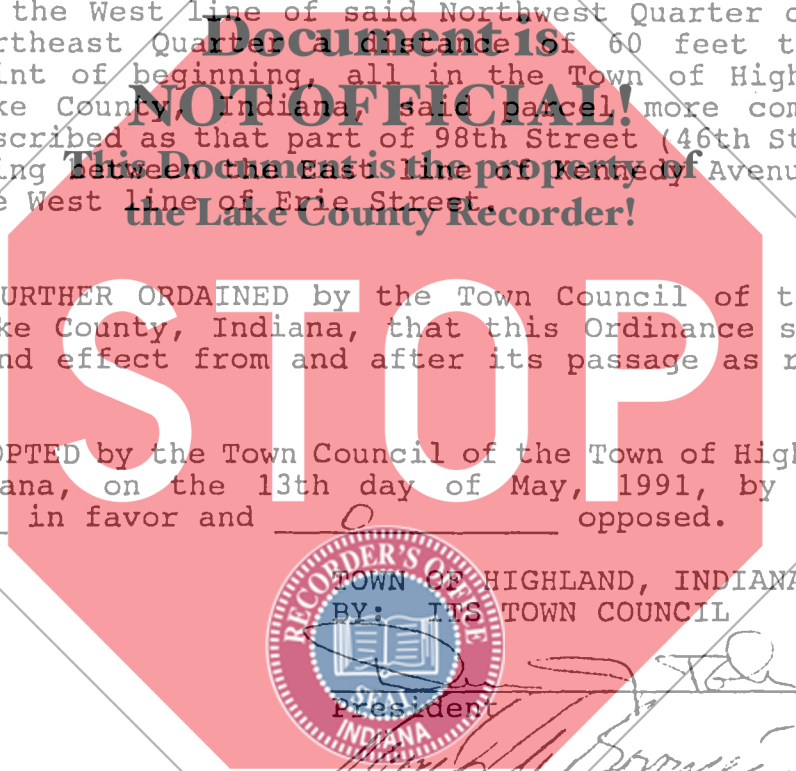 the West line of said Northwest Quarter
rtheast Quarter a distance of 60 feet t
int of beginning, all in the Town of High
ke County, Indiana, said parcel more com
scribed as that part of 98th Street (46th St
ing between the East line of Kennedy Avenu
e West line of Erie Street.
Document is
NOT OFFICIAL!
This Document is the property of
the Lake County Recorder!
STOP
URTHER ORDAINED by the Town Council of t
ke County, Indiana, that this Ordinance s
nd effect from and after its passage as r
OPTED by the Town Council of the Town of High
ana, on the 13th day of May, 1991, by
in favor and 0 opposed.
TOWN OF HIGHLAND, INDIANA
BY: ITS TOWN COUNCIL
President
RECORDER'S OFFICE
SEAL
INDIANA